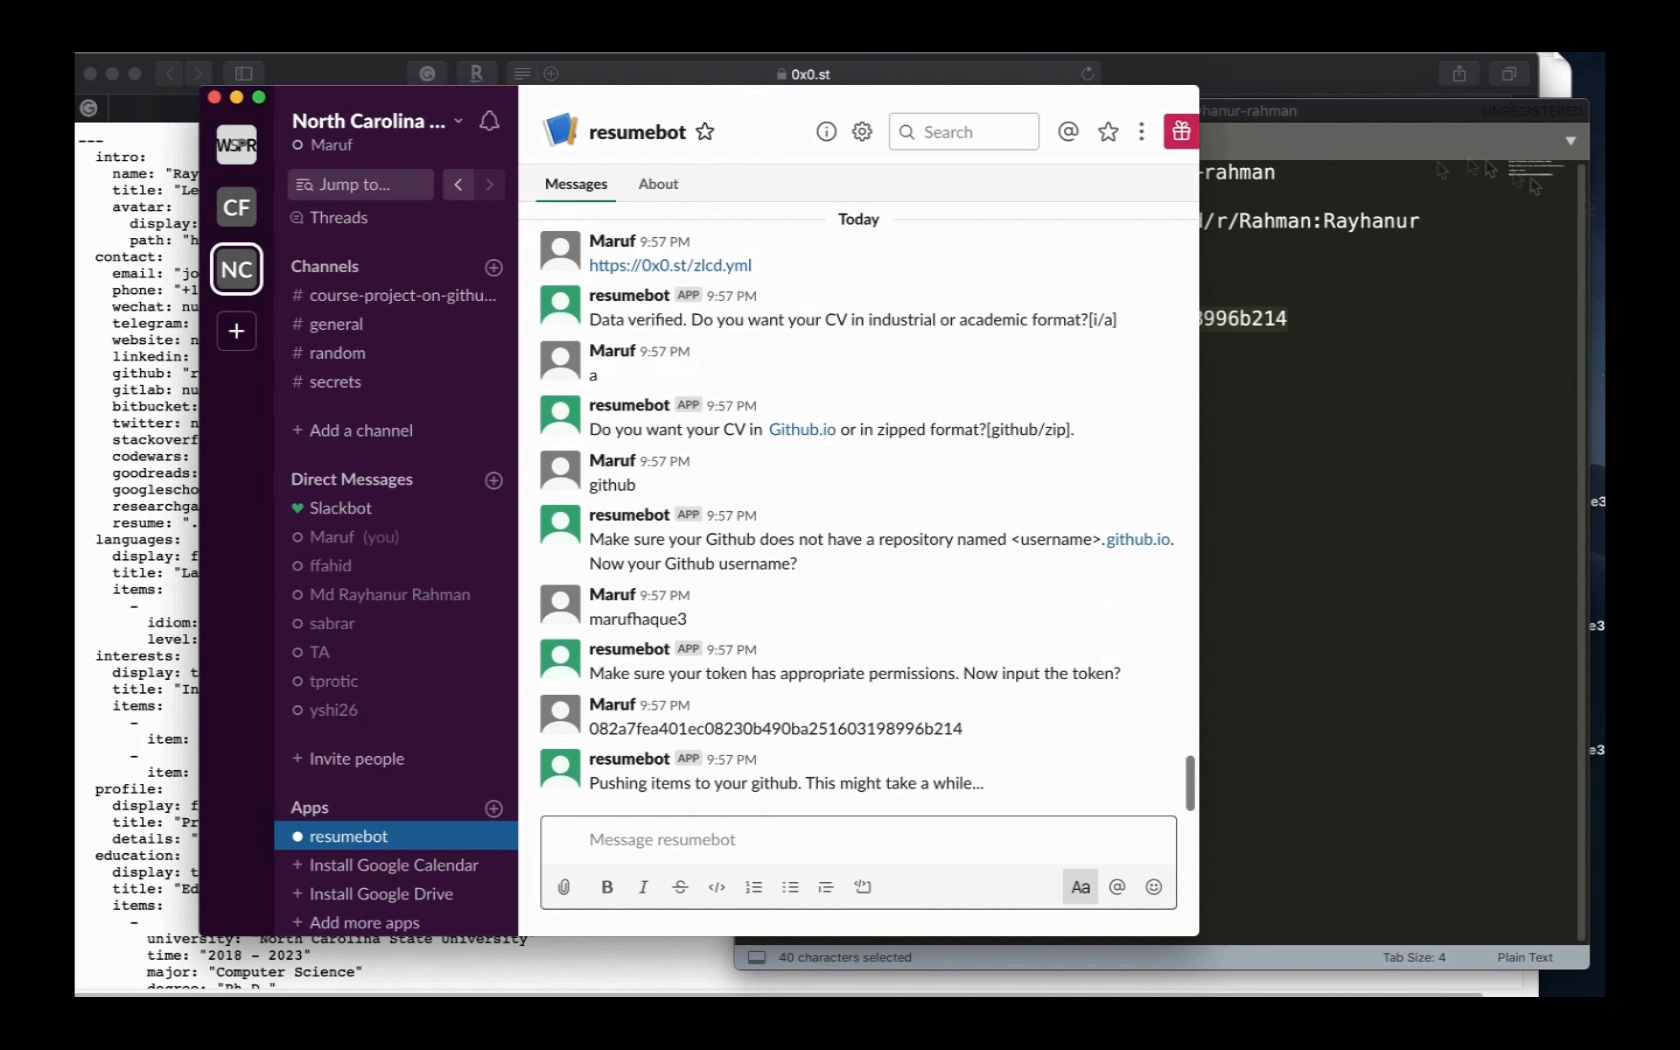 0x0.st
---
intro:
name: "Ray
title: "Le
avatar:
display:
path: "h
contact:
email: "jo
phone: "+1
wechat: nu
telegram:
website: n
linkedin:
github: "r
gitlab: nu
bitbucket:
twitter: n
stackoverf
codewars:
goodreads:
googlescho
researchga
resume: ".
languages:
display: f
title: "La
items:
-
idiom:
level:
interests:
display: t
title: "In
items:
-
item:
-
item:
profile:
display: f
title: "Pr
details: "
education:
display: t
title: "Ed
items:
-
university: "North Carolina State University"
time: "2018 - 2023"
major: "Computer Science"
degree: "Ph.D."
WSPR
CF
NC
+
North Carolina ...
Maruf
Jump to...
Threads
Channels
# course-project-on-githu...
# general
# random
# secrets
+ Add a channel
Direct Messages
Slackbot
Maruf (you)
ffahid
Md Rayhanur Rahman
sabrar
TA
tprotic
yshi26
+ Invite people
Apps
resumebot
+ Install Google Calendar
+ Install Google Drive
+ Add more apps
resumebot
Search
Messages About
Today
Maruf 9:57 PM
https://0x0.st/zlcd.yml
resumebot APP 9:57 PM
Data verified. Do you want your CV in industrial or academic format?[i/a]
Maruf 9:57 PM
a
resumebot APP 9:57 PM
Do you want your CV in Github.io or in zipped format?[github/zip].
Maruf 9:57 PM
github
resumebot APP 9:57 PM
Make sure your Github does not have a repository named <username>.github.io.
Now your Github username?
Maruf 9:57 PM
marufhaque3
resumebot APP 9:57 PM
Make sure your token has appropriate permissions. Now input the token?
Maruf 9:57 PM
082a7fea401ec08230b490ba251603198996b214
resumebot APP 9:57 PM
Pushing items to your github. This might take a while...
Message resumebot
B I Aa @
hanur-rahman
UNREGISTERED
-rahman
/r/Rahman:Rayhanur
996b214
e3
e3
e3
40 characters selected
Tab Size: 4
Plain Text